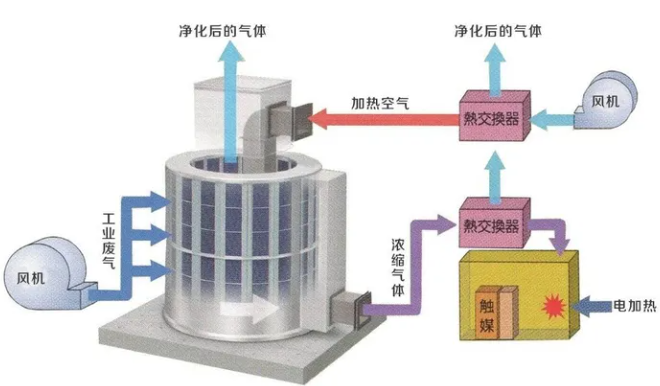 净化后的气体
净化后的气体
加热空气
熱交換器
风机
工业废气
风机
浓缩气体
熱交換器
触媒
电加热